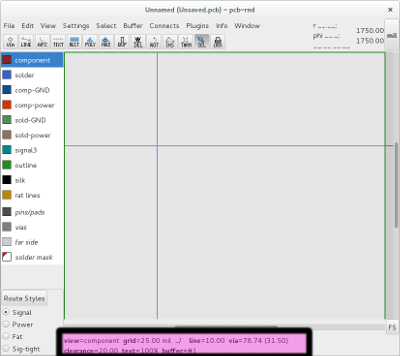 Unnamed (Unsaved.pcb) - pcb-rnd
File Edit View Settings Select Buffer Connects Plugins Info Window
r __.__;
1750.00
phi __._;
1750.00
mil
VIA LINE ARC TEXT RECT POLY HOLE BUF DEL ROT INS THRM SEL LOCK
component
solder
comp-GND
comp-power
sold-GND
sold-power
signal3
outline
silk
rat lines
pins/pads
vias
far side
solder mask
Route Styles
Signal
Power
Fat
Sig-tight
FS
view=component grid=25.00 mil ../ line=10.00 via=78.74 (31.50)
clearance=20.00 text=100% buffer=#1